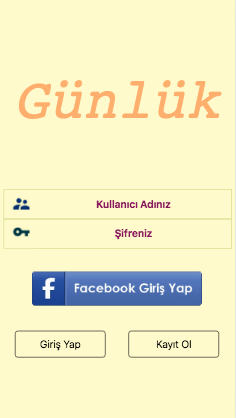 Günlük
Kullanıcı Adınız
Şifreniz
f Facebook Giriş Yap
Giriş Yap
Kayıt Ol